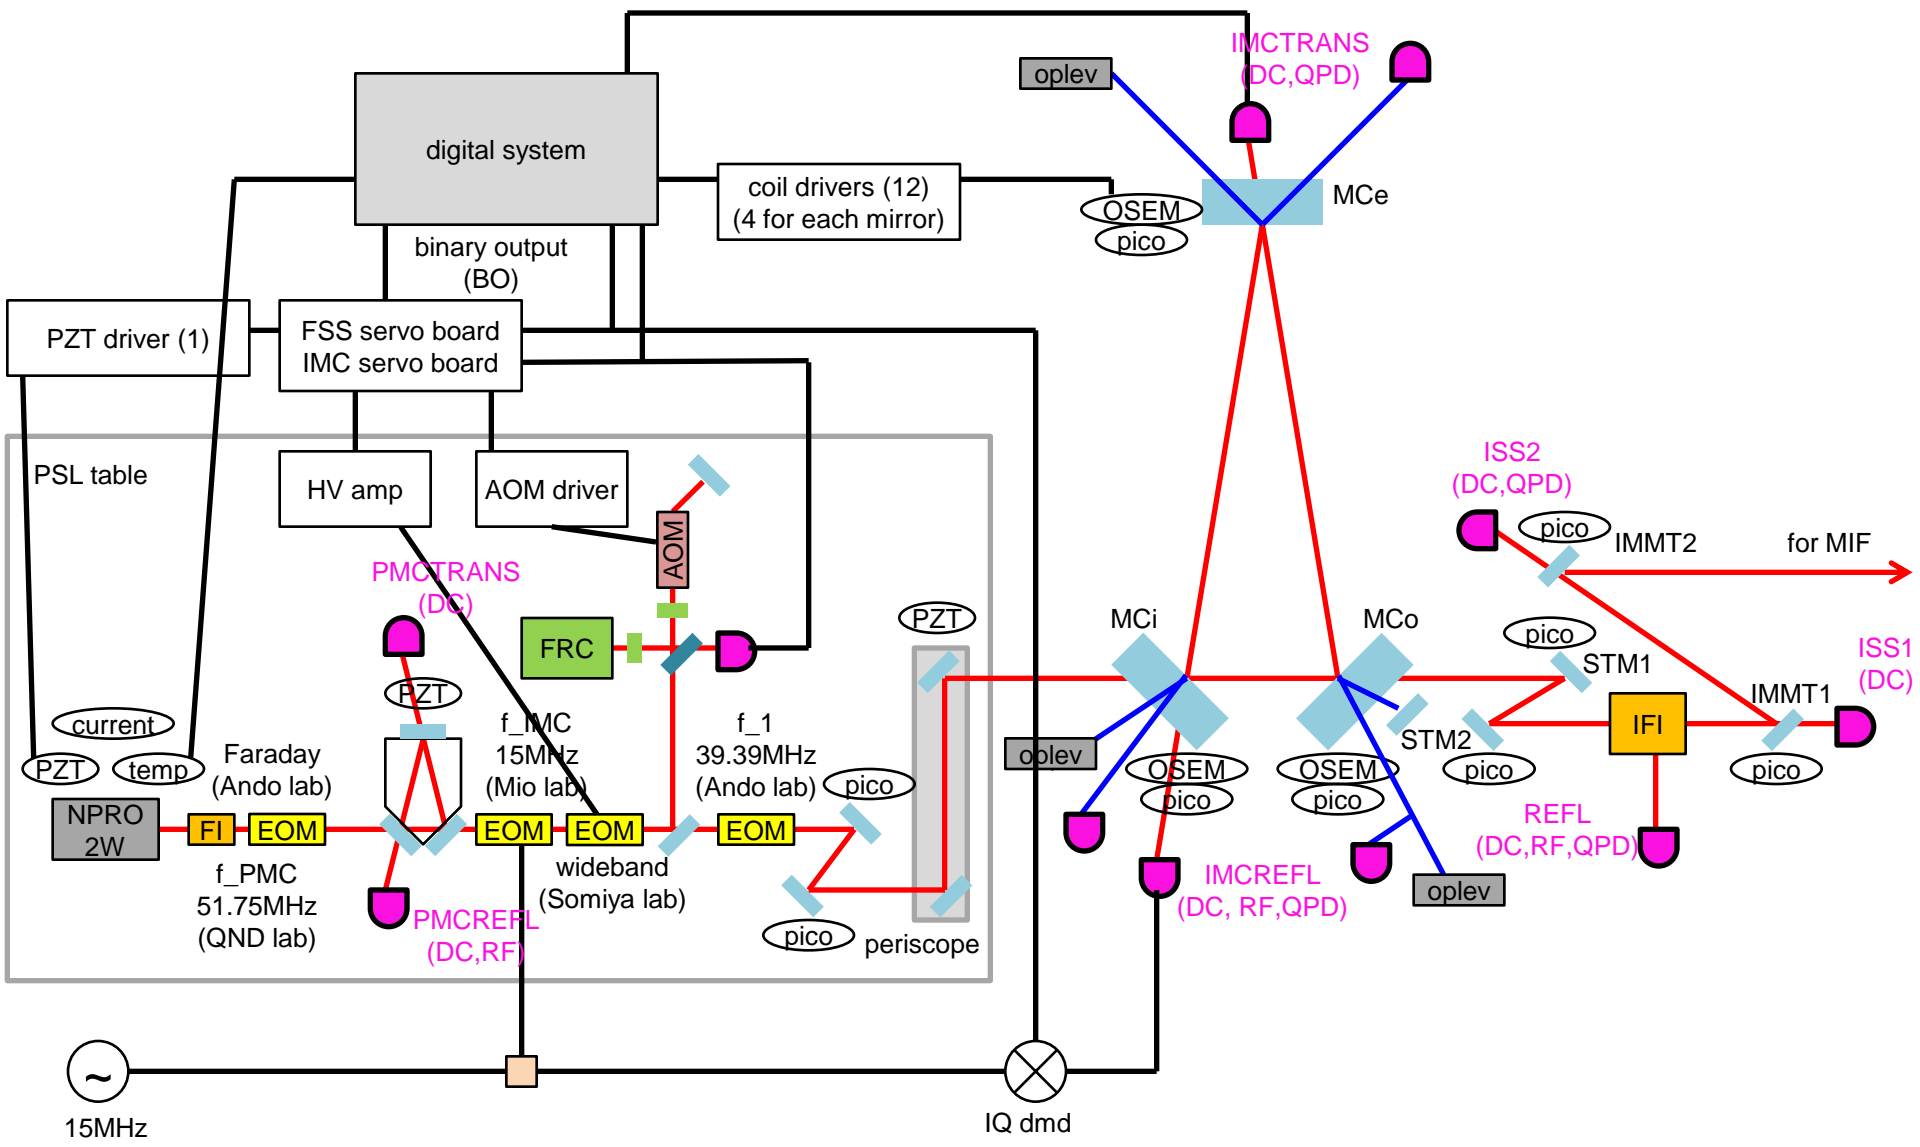 IMCTRANS
(DC,QPD)
oplev
digital system
coil drivers (12)
(4 for each mirror)
OSEM
pico
MCe
binary output
(BO)
PZT driver (1)
FSS servo board
IMC servo board
PSL table
HV amp
AOM driver
AOM
ISS2
(DC,QPD)
pico
IMMT2
for MIF
PMCTRANS
(DC)
FRC
PZT
MCi
MCo
pico
STM1
ISS1
(DC)
PZT
current
PZT
temp
Faraday
(Ando lab)
f_IMC
15MHz
(Mio lab)
f_1
39.39MHz
(Ando lab)
pico
oplev
OSEM
pico
OSEM
pico
STM2
pico
IFI
IMMT1
pico
NPRO
2W
FI
EOM
EOM
EOM
EOM
f_PMC
51.75MHz
(QND lab)
wideband
(Somiya lab)
PMCREFL
(DC,RF)
pico
periscope
IMCREFL
(DC, RF,QPD)
oplev
REFL
(DC,RF,QPD)
~
15MHz
IQ dmd